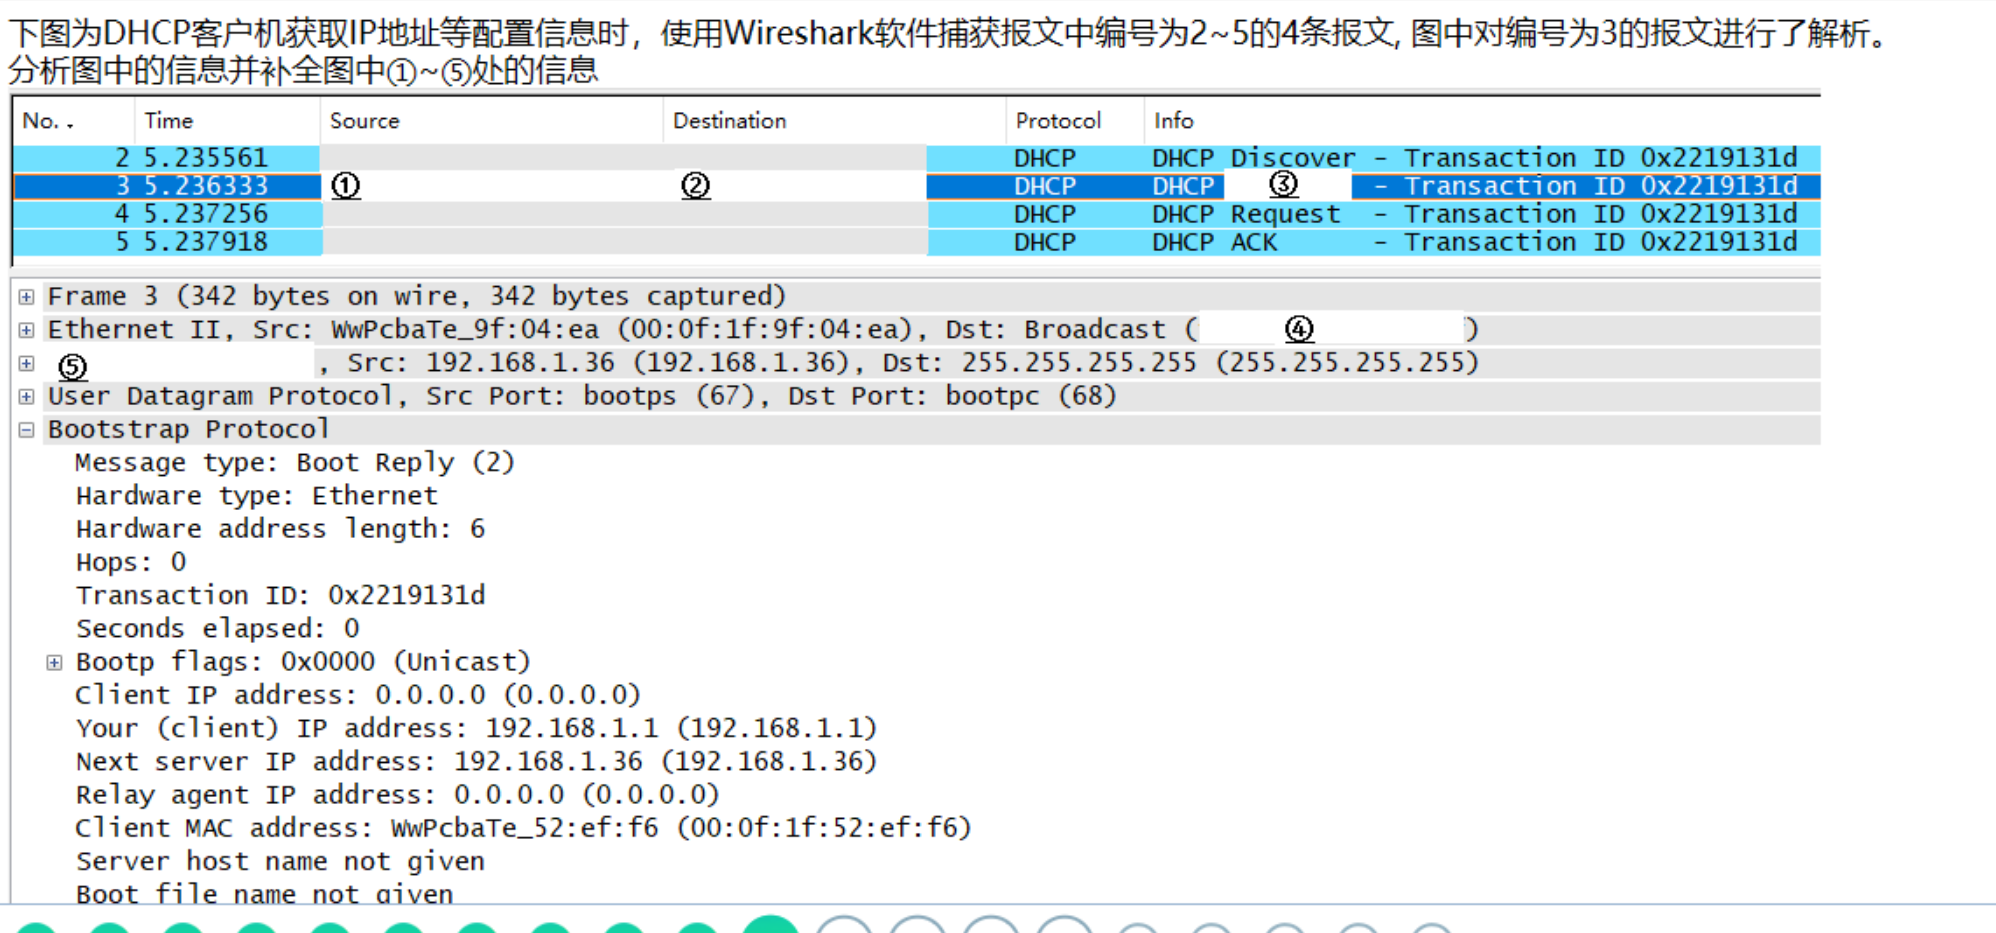 下图为DHCP客户机获取IP地址等配置信息时，使用Wireshark软件捕获报文中编号为2~5的4条报文, 图中对编号为3的报文进行了解析。
分析图中的信息并补全图中①~⑤处的信息
No. . Time Source Destination Protocol Info
2 5.235561 DHCP DHCP Discover - Transaction ID 0x2219131d
3 5.236333 ① ② DHCP DHCP ③ - Transaction ID 0x2219131d
4 5.237256 DHCP DHCP Request - Transaction ID 0x2219131d
5 5.237918 DHCP DHCP ACK - Transaction ID 0x2219131d
Frame 3 (342 bytes on wire, 342 bytes captured)
Ethernet II, Src: WwPcbaTe_9f:04:ea (00:0f:1f:9f:04:ea), Dst: Broadcast ( ④ )
⑤ , Src: 192.168.1.36 (192.168.1.36), Dst: 255.255.255.255 (255.255.255.255)
User Datagram Protocol, Src Port: bootps (67), Dst Port: bootpc (68)
Bootstrap Protocol
Message type: Boot Reply (2)
Hardware type: Ethernet
Hardware address length: 6
Hops: 0
Transaction ID: 0x2219131d
Seconds elapsed: 0
Bootp flags: 0x0000 (Unicast)
Client IP address: 0.0.0.0 (0.0.0.0)
Your (client) IP address: 192.168.1.1 (192.168.1.1)
Next server IP address: 192.168.1.36 (192.168.1.36)
Relay agent IP address: 0.0.0.0 (0.0.0.0)
Client MAC address: WwPcbaTe_52:ef:f6 (00:0f:1f:52:ef:f6)
Server host name not given
Boot file name not given